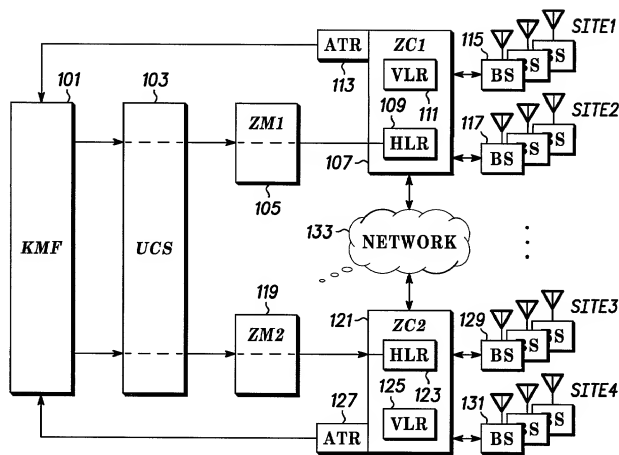 101
103
ATR
113
ZC1
VLR
111
109
HLR
107
115
BS
BS
BS
SITE1
117
BS
BS
BS
SITE2
KMF
UCS
ZM1
105
133
NETWORK
119
ZM2
121
ZC2
HLR
123
125
VLR
127
ATR
129
BS
BS
BS
SITE3
131
BS
BS
BS
SITE4